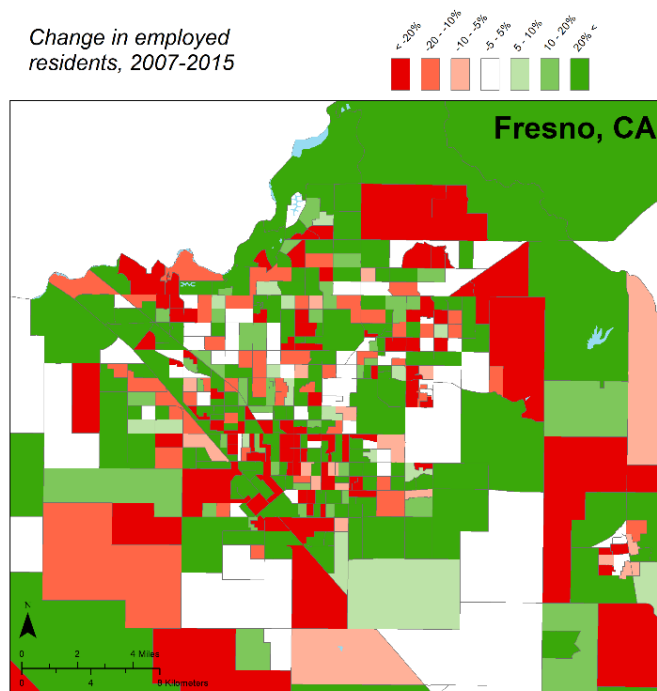 Change in employed
residents, 2007-2015
< -20%
-20 - -10%
-10 - -5%
-5 - 5%
5 - 10%
10 - 20%
20% <
Fresno, CA
N
0 2 4 Miles
0 4 8 Kilometers